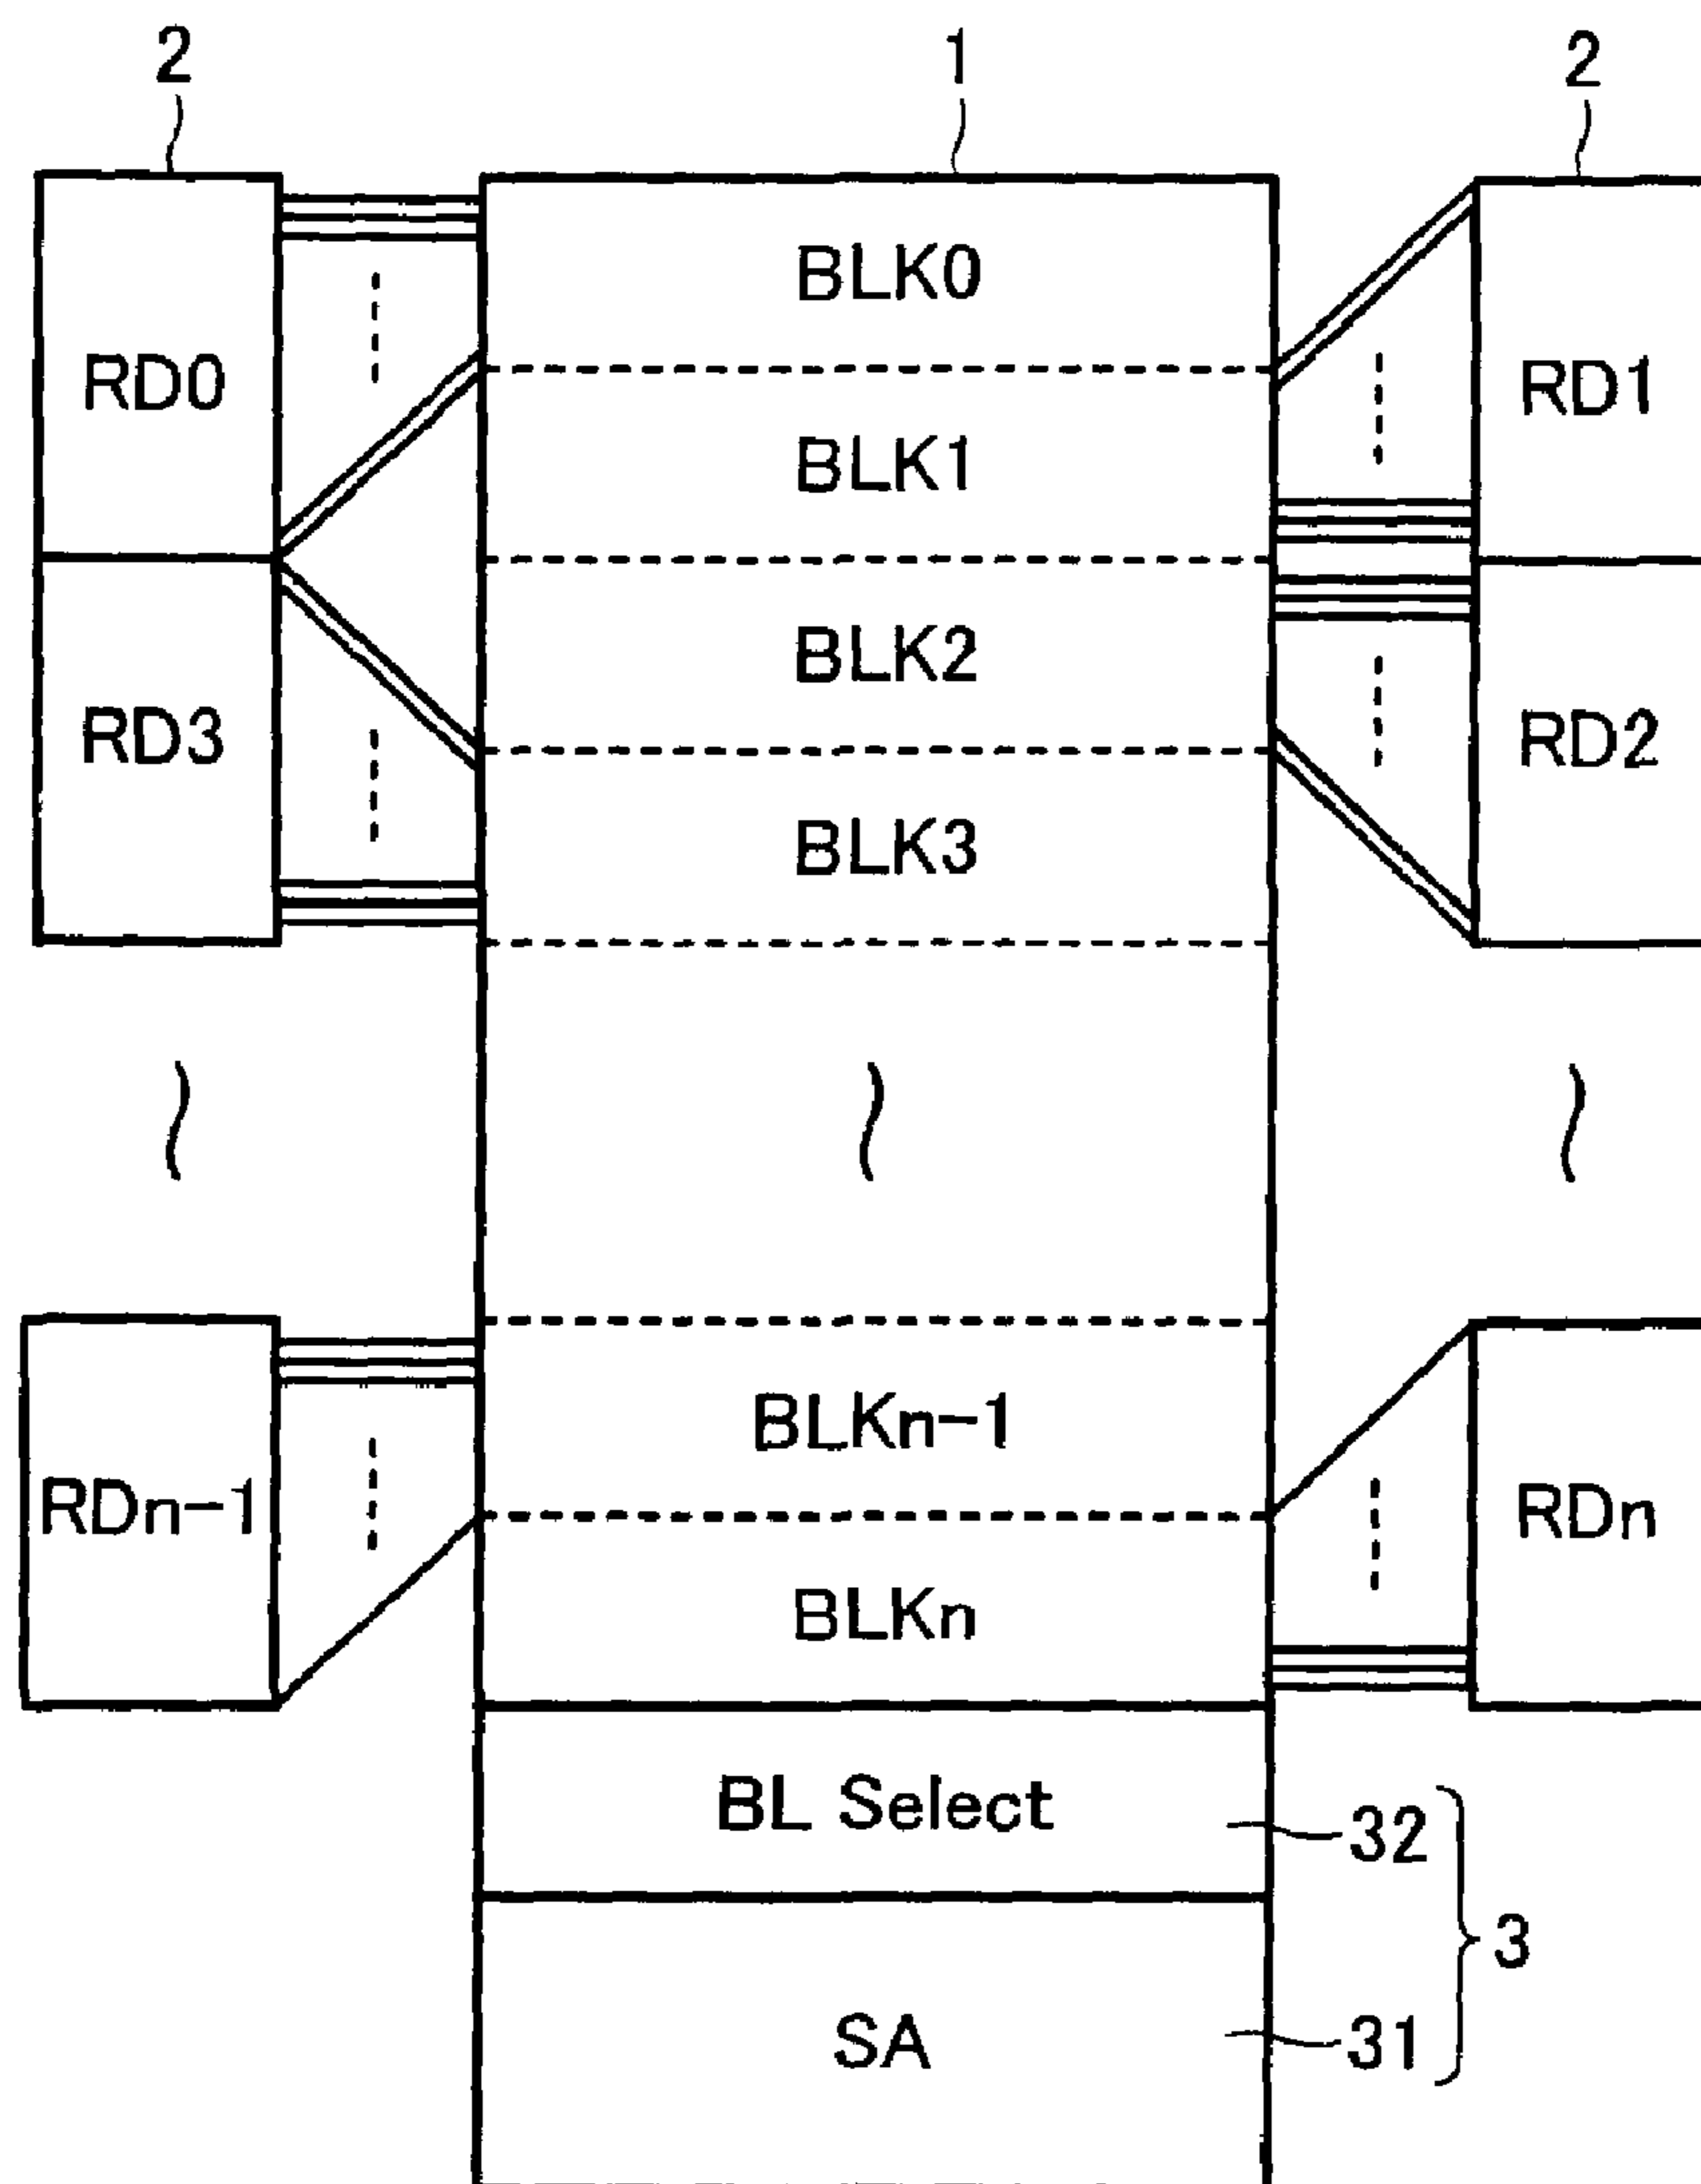 2
1
2
BLK0
RD0
RD1
BLK1
BLK2
RD3
RD2
BLK3
BLKn-1
RDn-1
RDn
BLKn
BL Select
32
3
SA
31